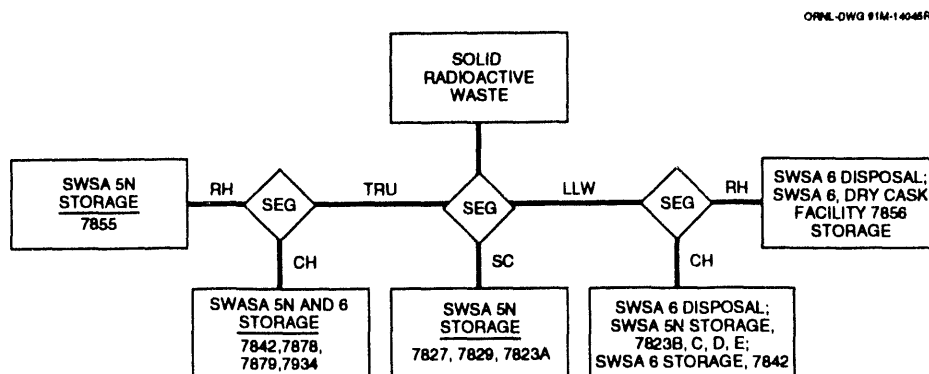 ORNL-DWG 91M-14045R
SOLID
RADIOACTIVE
WASTE
SWSA 5N
STORAGE
7855
RH
SEG
TRU
SEG
LLW
SEG
RH
SWSA 6 DISPOSAL;
SWSA 6, DRY CASK
FACILITY 7856
STORAGE
CH
SC
CH
SWASA 5N AND 6
STORAGE
7842,7878,
7879,7934
SWSA 5N
STORAGE
7827, 7829, 7823A
SWSA 6 DISPOSAL;
SWSA 5N STORAGE,
7823B, C, D, E;
SWSA 6 STORAGE, 7842